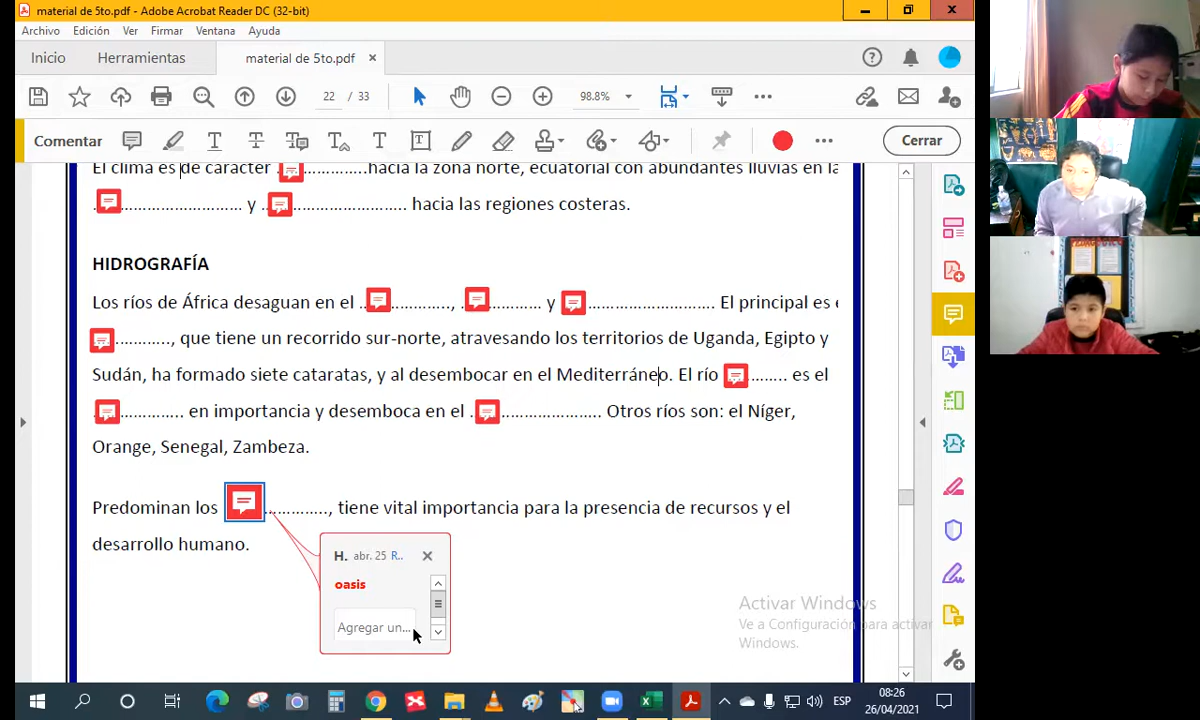 material de 5to.pdf - Adobe Acrobat Reader DC (32-bit)
Archivo Edición Ver Firmar Ventana Ayuda
Inicio Herramientas material de 5to.pdf
22 / 33 98.8%
Comentar Cerrar
El clima es de carácter .............hacia la zona norte, ecuatorial con abundantes lluvias en la
........................... y .......................... hacia las regiones costeras.
HIDROGRAFÍA
Los ríos de África desaguan en el .............., ............ y ........................... El principal es e
............, que tiene un recorrido sur-norte, atravesando los territorios de Uganda, Egipto y
Sudán, ha formado siete cataratas, y al desembocar en el Mediterráneo. El río ........ es el
.............. en importancia y desemboca en el ....................... Otros ríos son: el Níger,
Orange, Senegal, Zambeza.
Predominan los ............., tiene vital importancia para la presencia de recursos y el
desarrollo humano.
H. abr. 25 R..
oasis
Agregar un...
Activar Windows
Ve a Configuración para activar
Windows.
ESP
08:26
26/04/2021